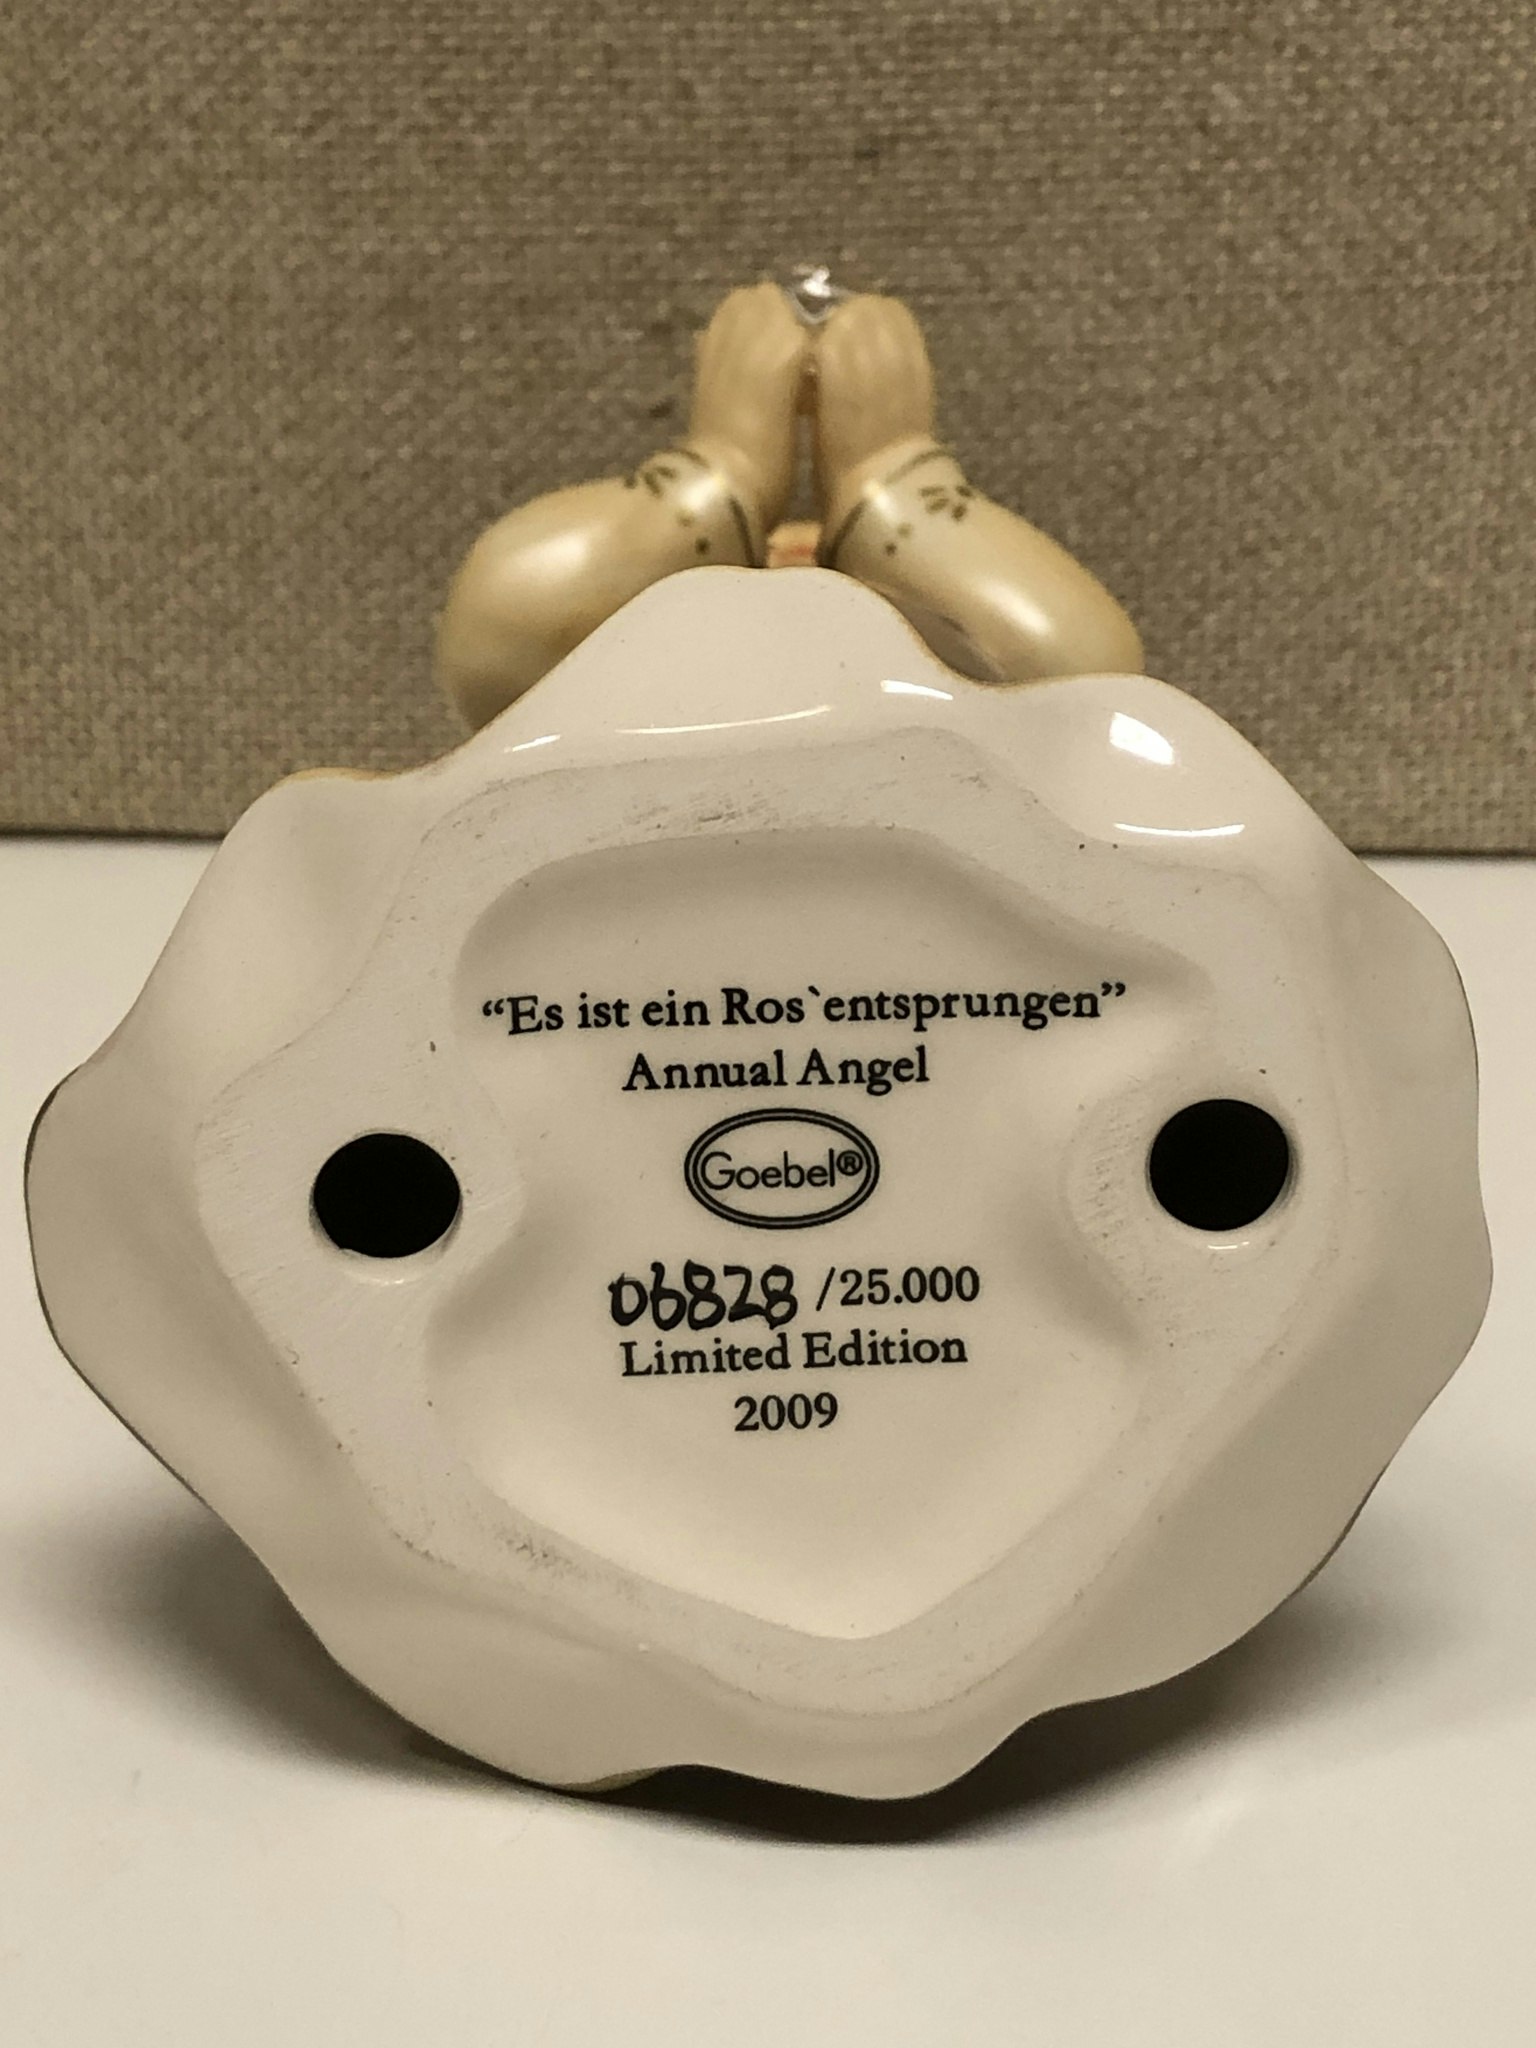 “Es ist ein Ros`entsprungen”
Annual Angel
Goebel®
06828 /25.000
Limited Edition
2009